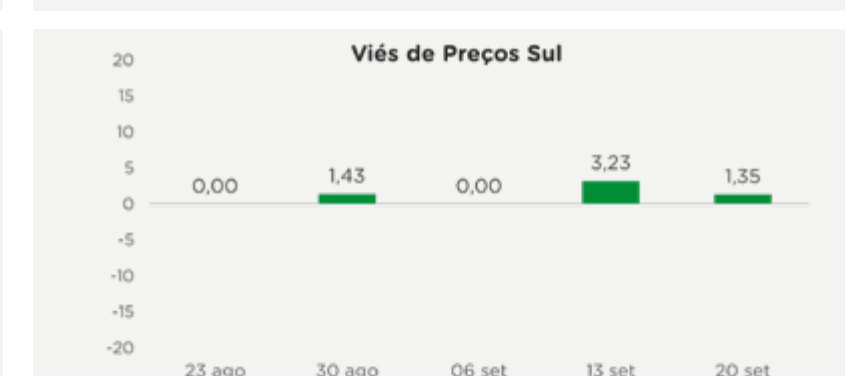 Viés de Preços Sul
20
15
10
5
0
-5
-10
-15
-20
0,00
1,43
0,00
3,23
1,35
23 ago
30 ago
06 set
13 set
20 set